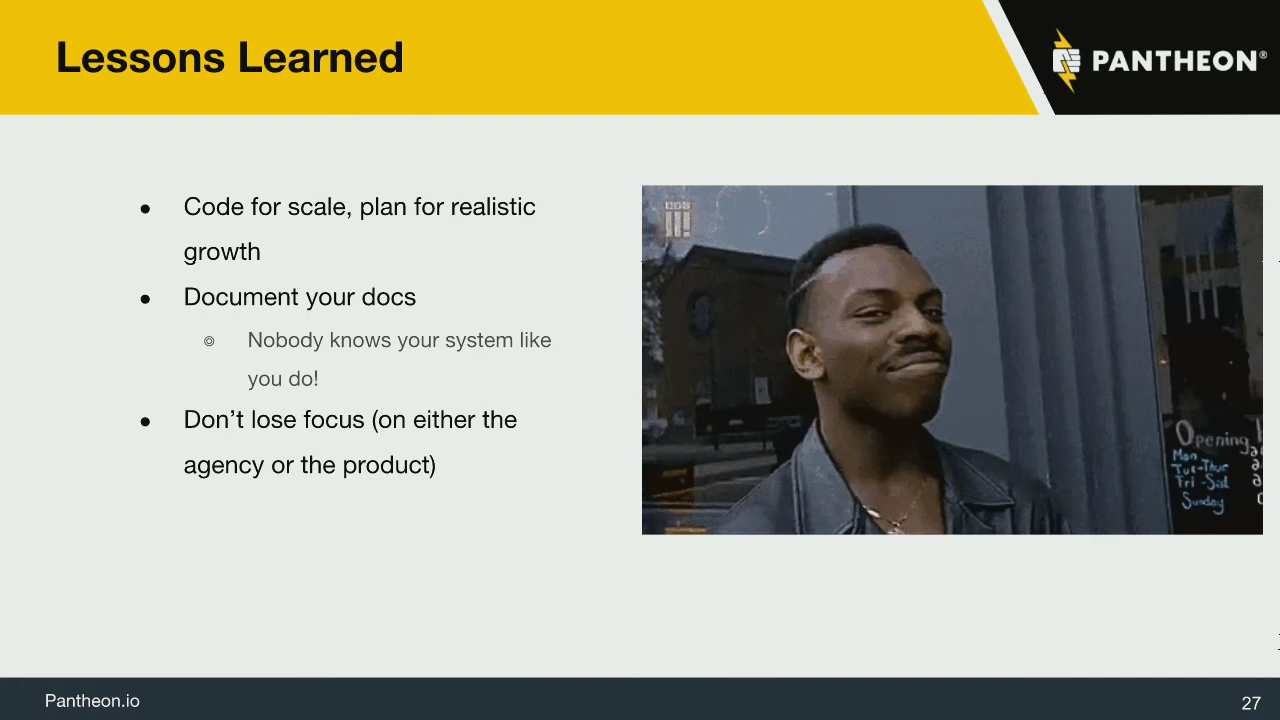 Lessons Learned
PANTHEON®
● Code for scale, plan for realistic
growth
● Document your docs
◎ Nobody knows your system like
you do!
● Don’t lose focus (on either the
agency or the product)
Opening
Mon
Tue-Thur
Fri-Sat
Sunday
Pantheon.io
27